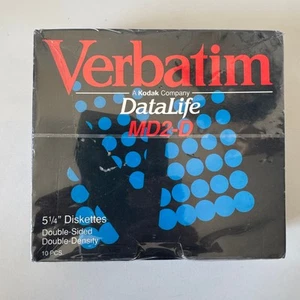 Verbatim
A Kodak Company
DataLife
MD2-D
5¼" Diskettes
Double-Sided
Double-Density
10 PCS.